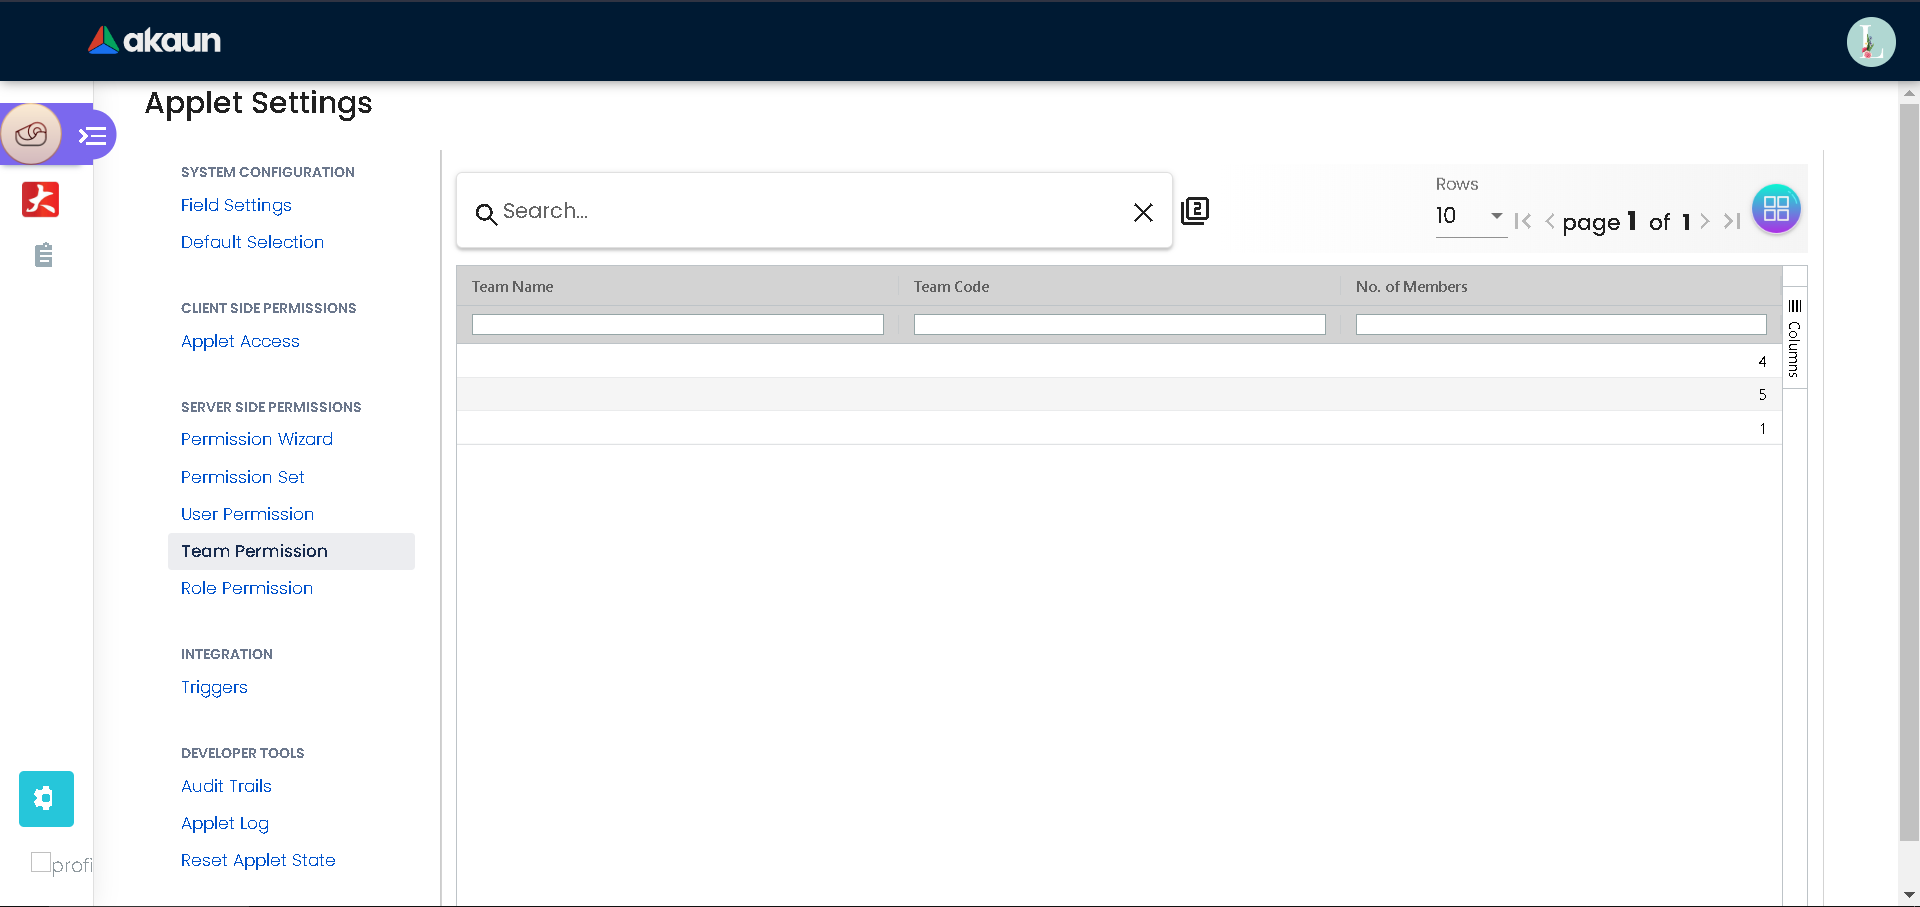 akaun
Applet Settings
SYSTEM CONFIGURATION
Field Settings
Default Selection
CLIENT SIDE PERMISSIONS
Applet Access
SERVER SIDE PERMISSIONS
Permission Wizard
Permission Set
User Permission
Team Permission
Role Permission
INTEGRATION
Triggers
DEVELOPER TOOLS
Audit Trails
Applet Log
Reset Applet State
profi
Search...
2
Rows
10
page 1 of 1
Team Name Team Code No. of Members
4
5
1
Columns
L